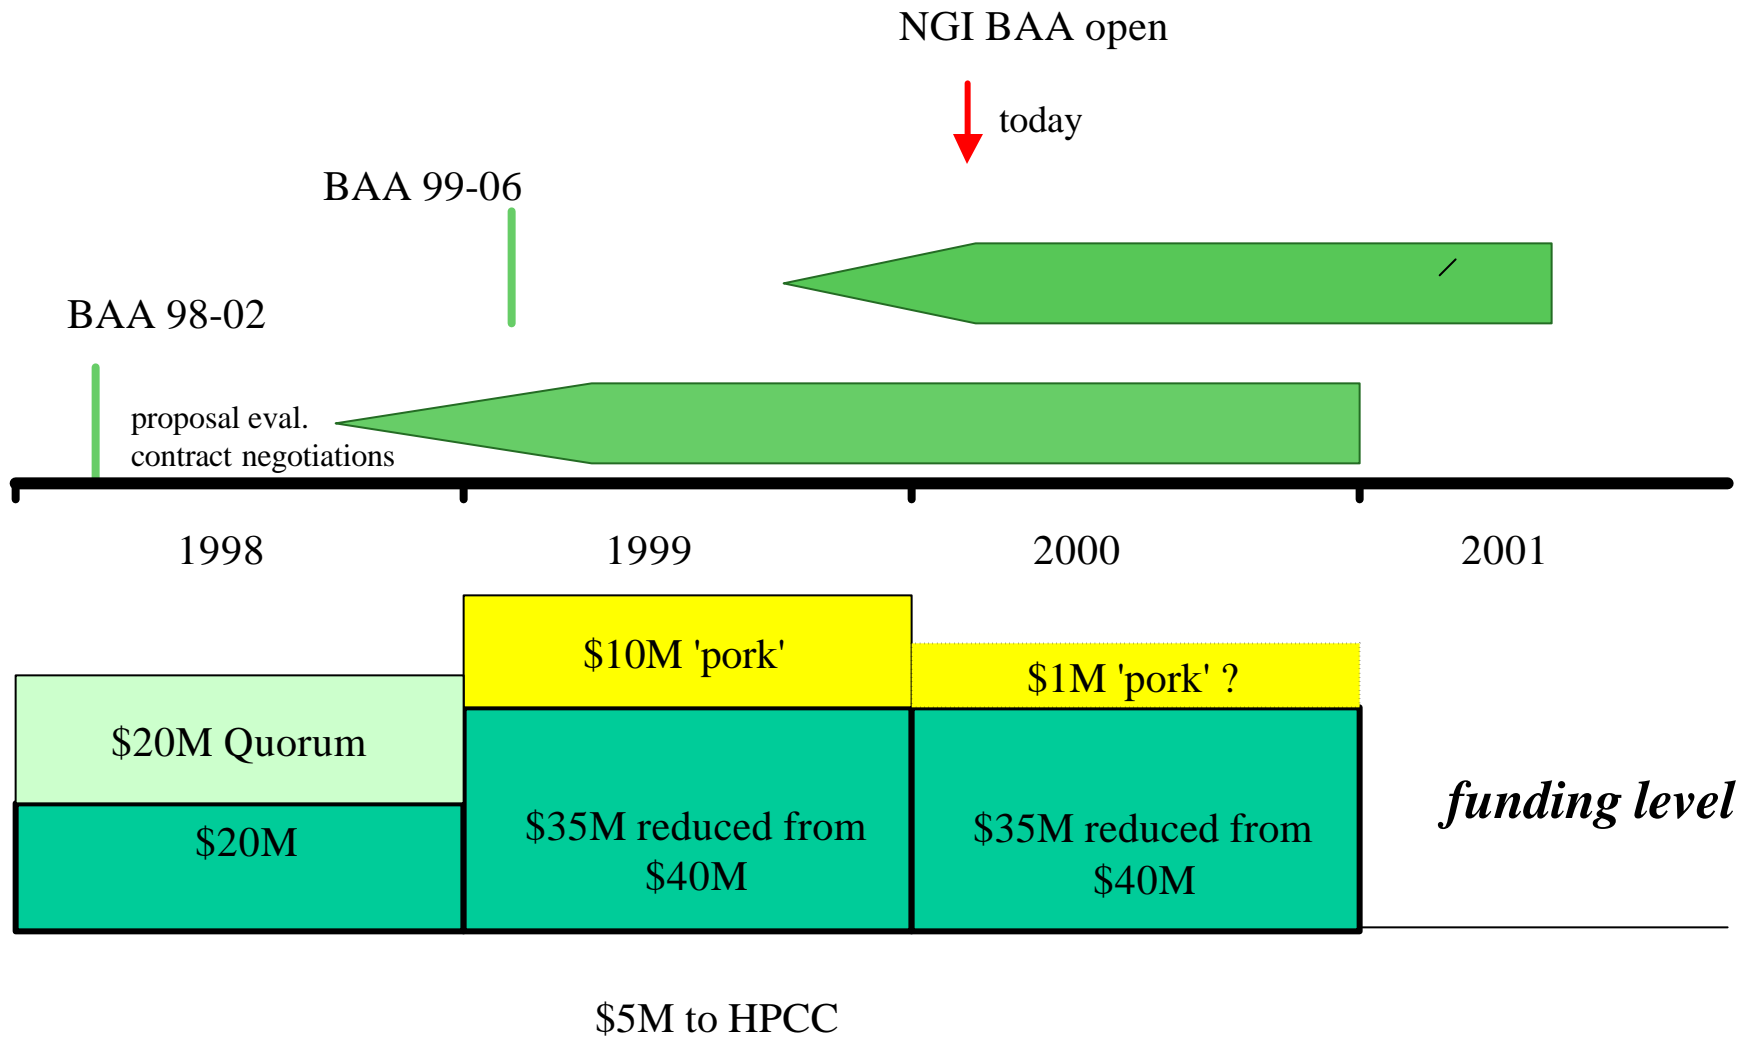 NGI BAA open
today
BAA 99-06
BAA 98-02
proposal eval.
contract negotiations
1998
1999
2000
2001
$10M 'pork'
$1M 'pork' ?
$20M Quorum
$20M
$35M reduced from
$40M
$35M reduced from
$40M
funding level
$5M to HPCC